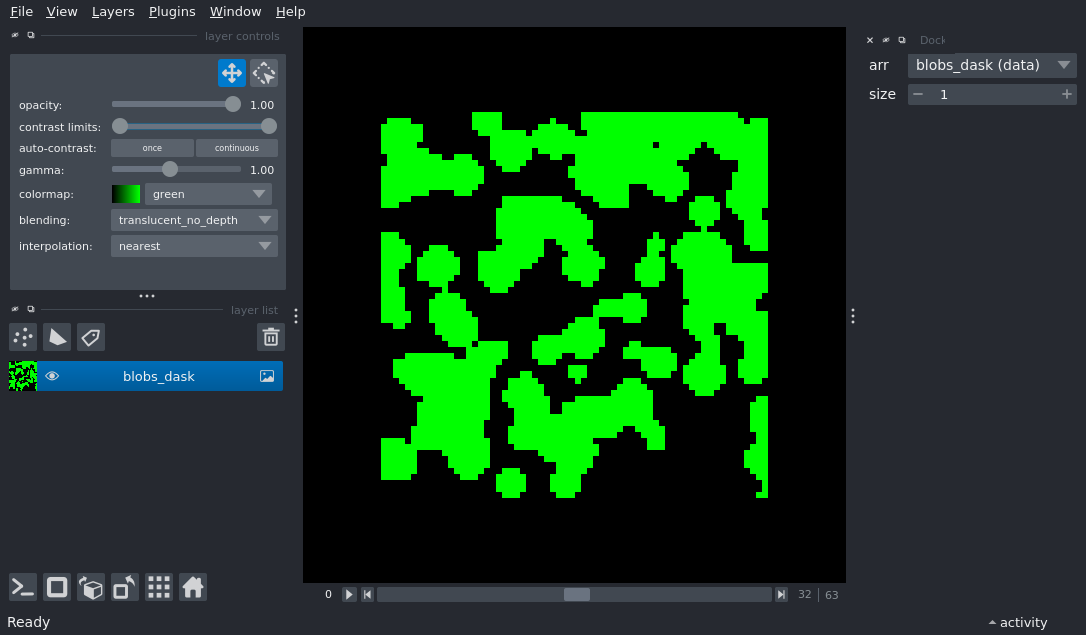 File View Layers Plugins Window Help
layer controls
opacity: 1.00
contrast limits:
auto-contrast: once continuous
gamma: 1.00
colormap: green
blending: translucent_no_depth
interpolation: nearest
layer list
blobs_dask
Dock
arr blobs_dask (data)
size 1
0 32 63
Ready activity